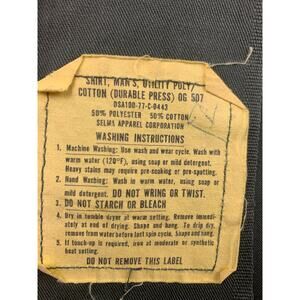 SHIRT, MAN'S, UTILITY POLY/
COTTON (DURABLE PRESS) OG 507
DSA100-77-C-0443
50% POLYESTER 50% COTTON
SELMA APPAREL CORPORATION
WASHING INSTRUCTIONS
1. Machine Washing: Use wash and wear cycle. Wash with
warm water (120°F), using soap or mild detergent.
Heavy stains may require pre-soaking or pre-spotting.
2. Hand Washing: Wash in warm water, using soap or
mild detergent. DO NOT WRING OR TWIST.
3. DO NOT STARCH OR BLEACH
4. Dry in tumble dryer at warm setting. Remove immedi-
ately at end of drying. Shape and hang. To drip dry,
remove from water before last spin cycle. Shape and hang.
5. If touch-up is required, iron at moderate or synthetic
heat setting.
DO NOT REMOVE THIS LABEL